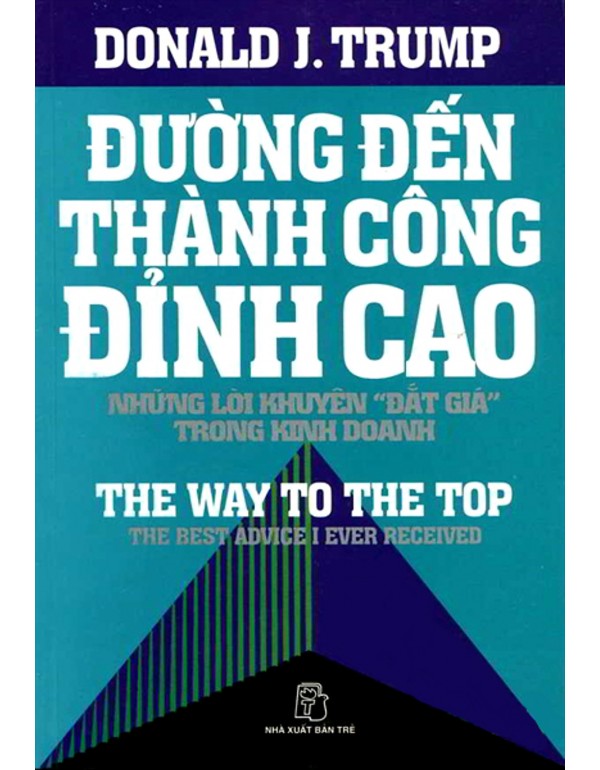 DONALD J. TRUMP
ĐƯỜNG ĐẾN
THÀNH CÔNG
ĐỈNH CAO
NHỮNG LỜI KHUYÊN “ĐẮT GIÁ”
TRONG KINH DOANH
THE WAY TO THE TOP
THE BEST ADVICE I EVER RECEIVED
T
NHÀ XUẤT BẢN TRẺ